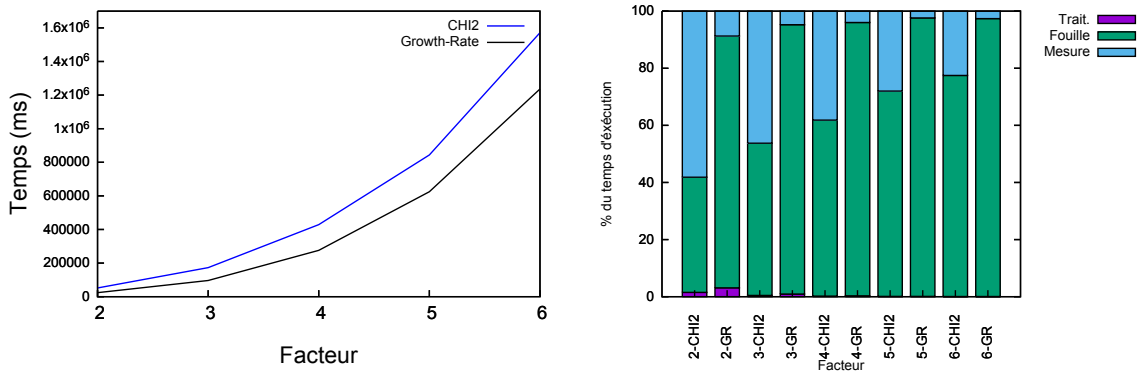 1.6x10⁶
1.4x10⁶
1.2x10⁶
1x10⁶
800000
600000
400000
200000
0
Temps (ms)
CHI2
Growth-Rate
2 3 4 5 6
Facteur
100
80
60
40
20
0
% du temps d'éxécution
Trait.
Fouille
Mesure
2-CHI2
2-GR
3-CHI2
3-GR
4-CHI2
4-GR
5-CHI2
5-GR
6-CHI2
6-GR
Facteur